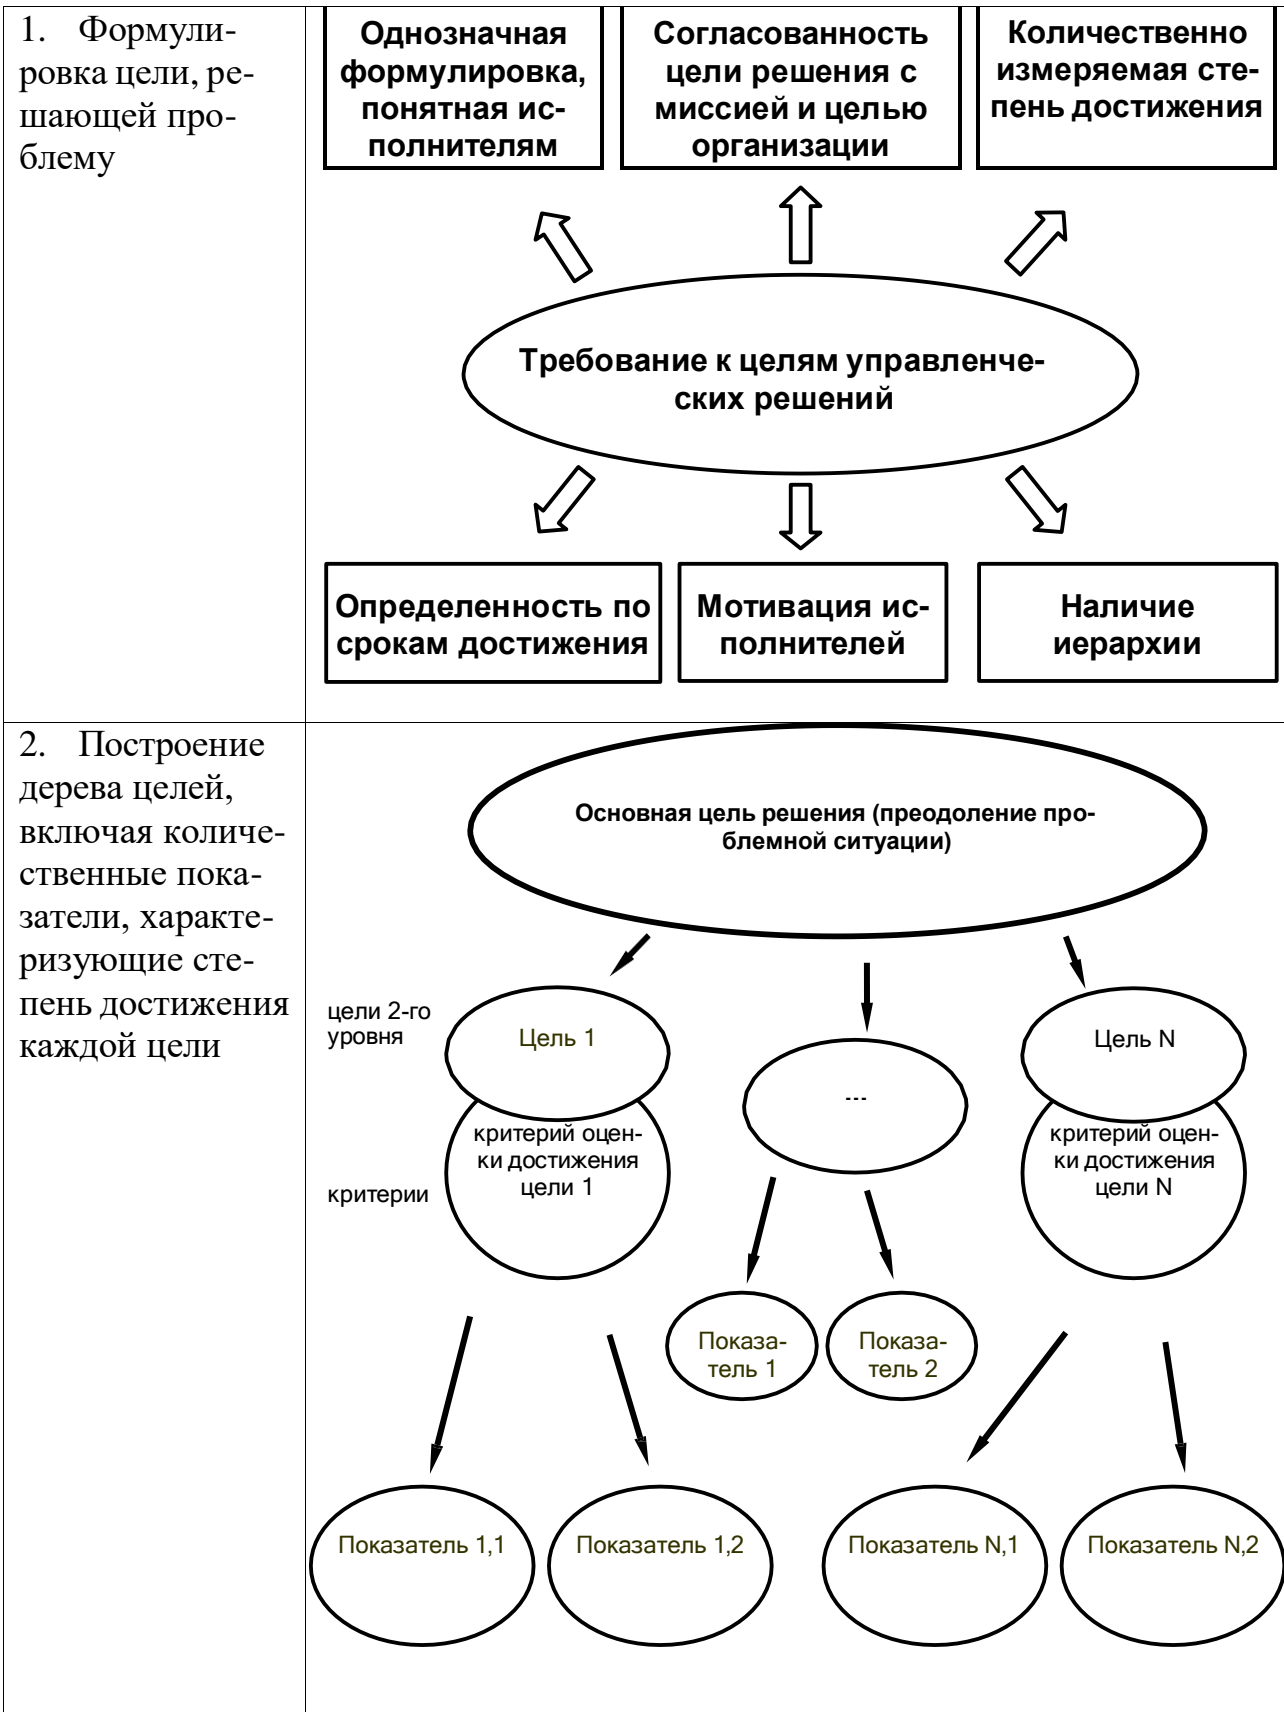 1. Формули-
ровка цели, ре-
шающей про-
блему
Однозначная
формулировка,
понятная ис-
полнителям
Согласованность
цели решения с
миссией и целью
организации
Количественно
измеряемая сте-
пень достижения
Требование к целям управленче-
ских решений
Определенность по
срокам достижения
Мотивация ис-
полнителей
Наличие
иерархии
2. Построение
дерева целей,
включая количе-
ственные пока-
затели, характе-
ризующие сте-
пень достижения
каждой цели
Основная цель решения (преодоление про-
блемной ситуации)
цели 2-го
уровня
Цель 1
---
Цель N
критерии
критерий оцен-
ки достижения
цели 1
критерий оцен-
ки достижения
цели N
Показа-
тель 1
Показа-
тель 2
Показатель 1,1
Показатель 1,2
Показатель N,1
Показатель N,2